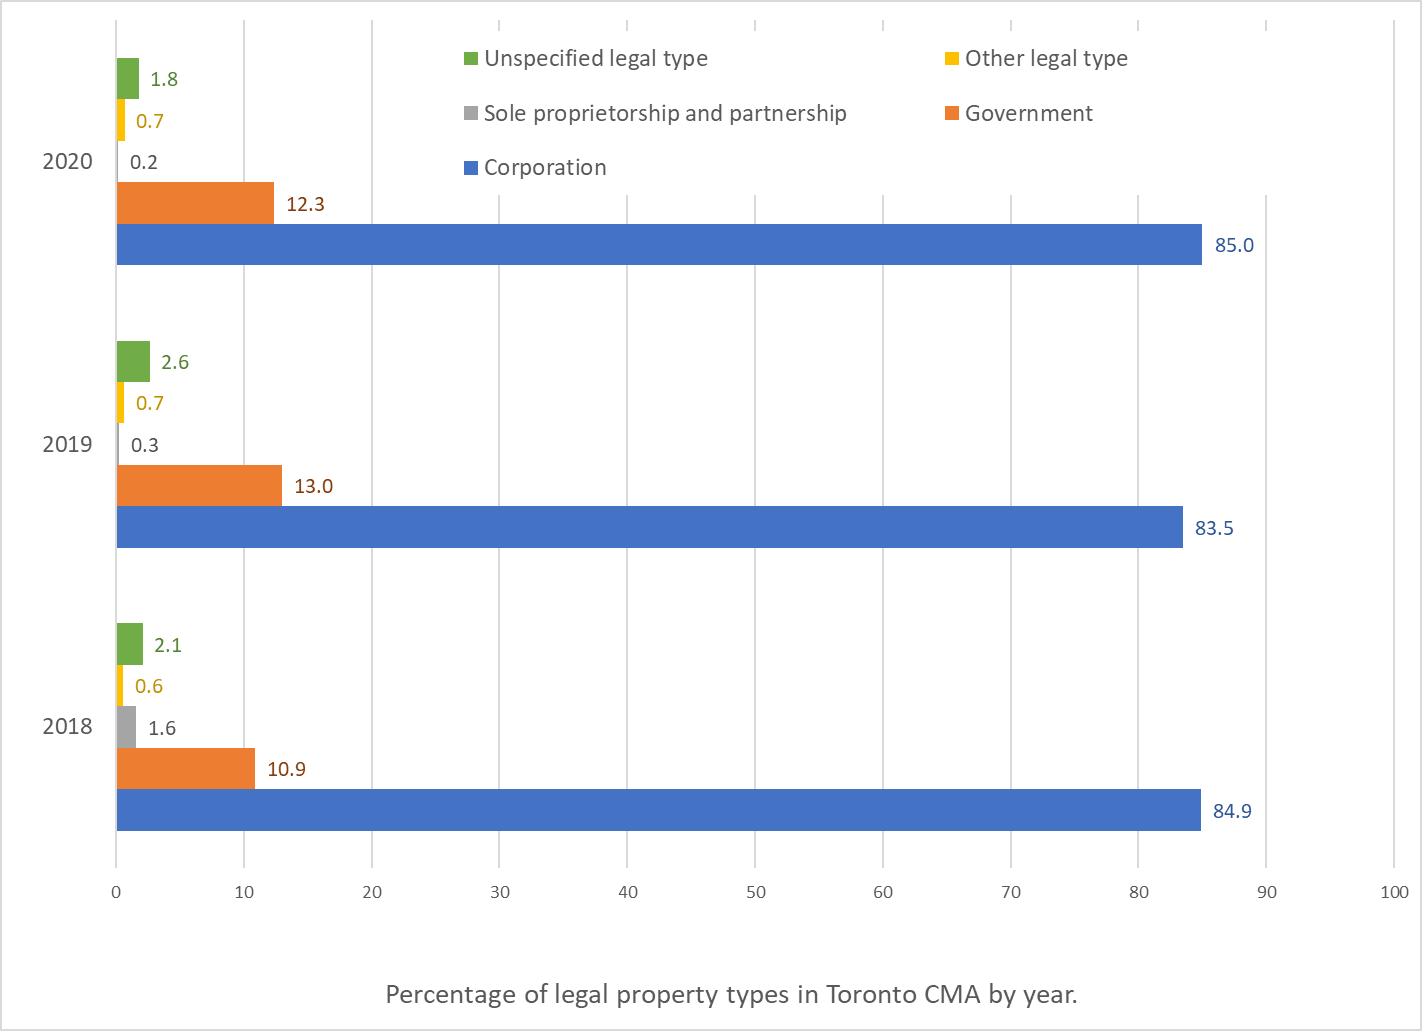 Unspecified legal type
Other legal type
Sole proprietorship and partnership
Government
Corporation
2020
1.8
0.7
0.2
12.3
85.0
2019
2.6
0.7
0.3
13.0
83.5
2018
2.1
0.6
1.6
10.9
84.9
0 10 20 30 40 50 60 70 80 90 100
Percentage of legal property types in Toronto CMA by year.